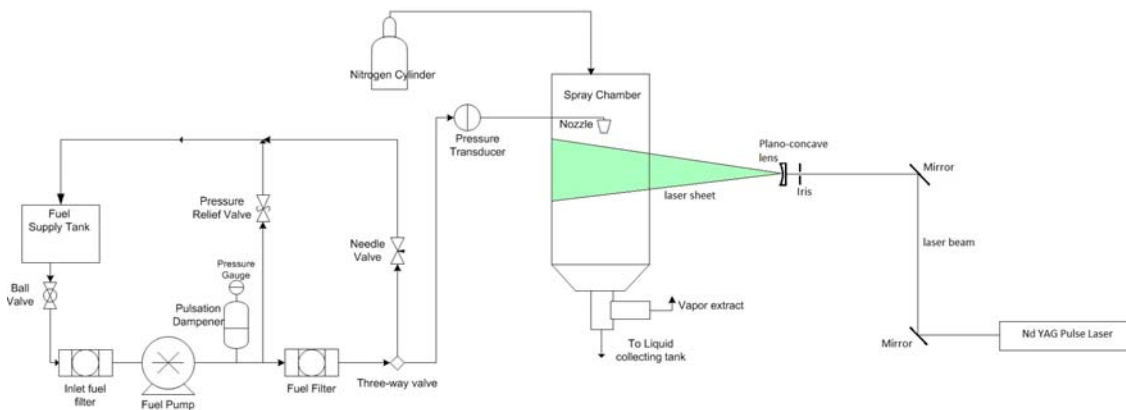 Nitrogen Cylinder
Spray Chamber
Nozzle
Pressure
Transducer
Plano-concave
lens
Iris
Mirror
laser sheet
laser beam
Fuel
Supply Tank
Pressure
Relief Valve
Needle
Valve
Ball
Valve
Pressure
Gauge
Pulsation
Dampener
Vapor extract
To Liquid
collecting tank
Mirror
Nd YAG Pulse Laser
Inlet fuel
filter
Fuel Pump
Fuel Filter
Three-way valve